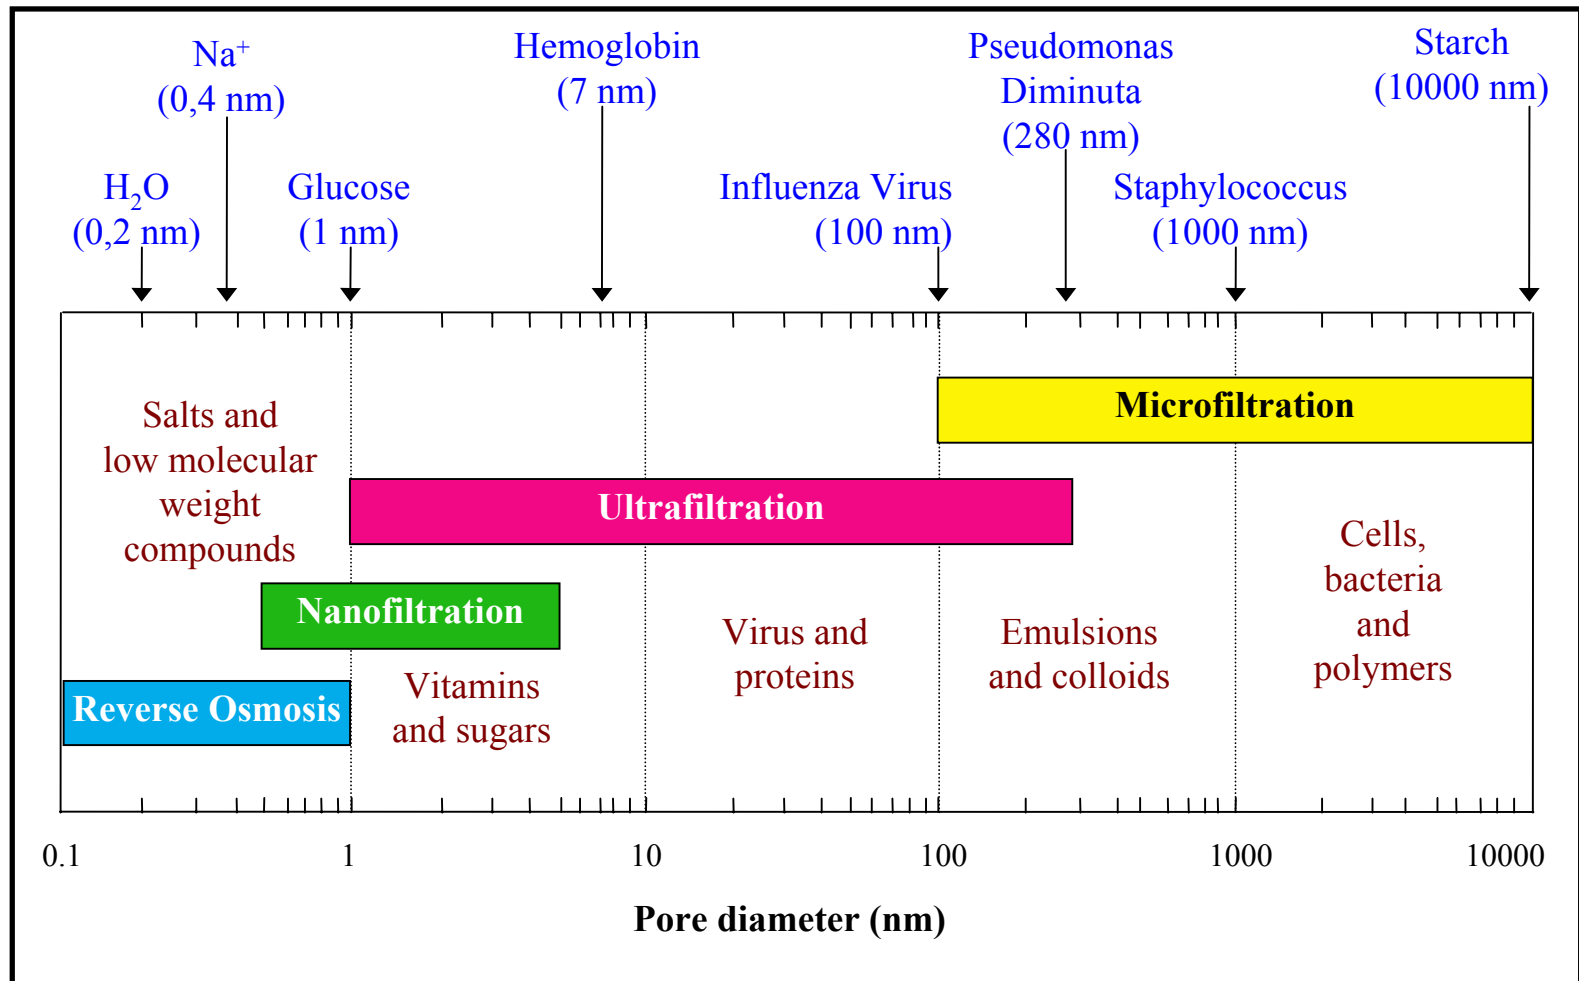 Na⁺
(0,4 nm)
Hemoglobin
(7 nm)
Pseudomonas
Diminuta
(280 nm)
Starch
(10000 nm)
H₂O
(0,2 nm)
Glucose
(1 nm)
Influenza Virus
(100 nm)
Staphylococcus
(1000 nm)
Microfiltration
Salts and
low molecular
weight
compounds
Ultrafiltration
Cells,
bacteria
and
polymers
Nanofiltration
Virus and
proteins
Emulsions
and colloids
Reverse Osmosis
Vitamins
and sugars
0.1 1 10 100 1000 10000
Pore diameter (nm)